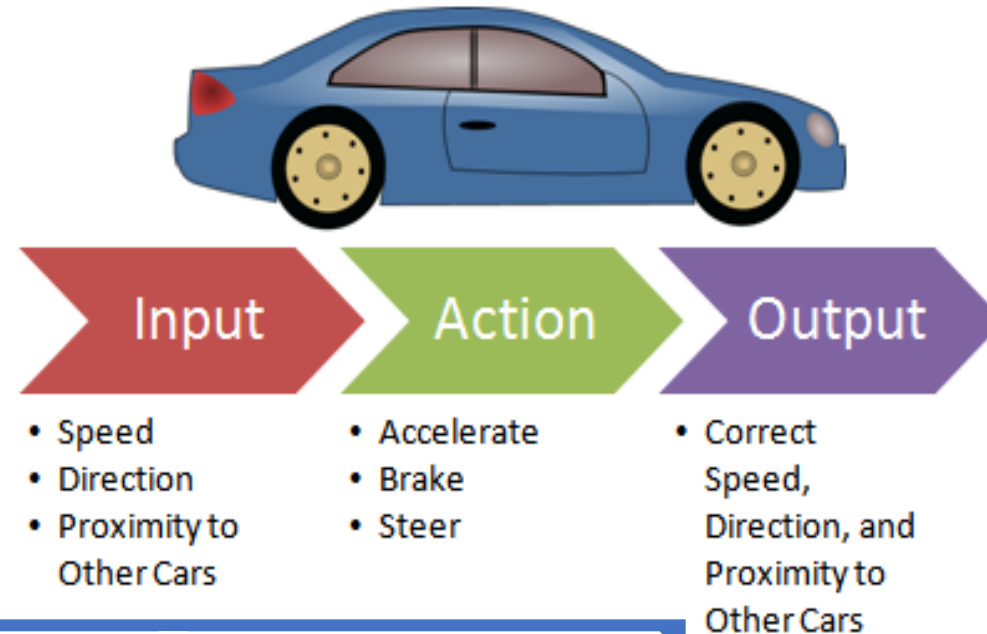 Input
Action
Output
• Speed
• Direction
• Proximity to
Other Cars
• Accelerate
• Brake
• Steer
• Correct
Speed,
Direction, and
Proximity to
Other Cars